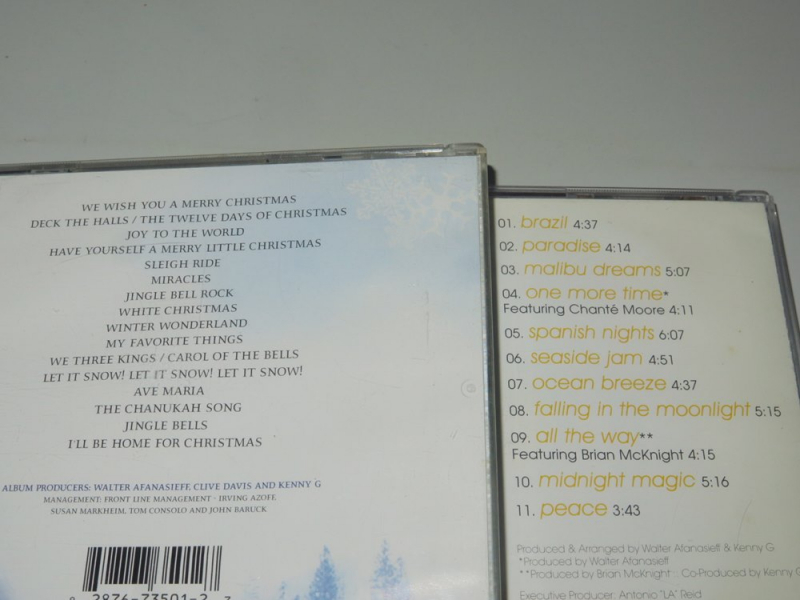 WE WISH YOU A MERRY CHRISTMAS
DECK THE HALLS / THE TWELVE DAYS OF CHRISTMAS
JOY TO THE WORLD
HAVE YOURSELF A MERRY LITTLE CHRISTMAS
SLEIGH RIDE
MIRACLES
JINGLE BELL ROCK
WHITE CHRISTMAS
WINTER WONDERLAND
MY FAVORITE THINGS
WE THREE KINGS / CAROL OF THE BELLS
LET IT SNOW! LET IT SNOW! LET IT SNOW!
AVE MARIA
THE CHANUKAH SONG
JINGLE BELLS
I'LL BE HOME FOR CHRISTMAS
ALBUM PRODUCERS: WALTER AFANASIEFF, CLIVE DAVIS AND KENNY G
MANAGEMENT: FRONT LINE MANAGEMENT - IRVING AZOFF,
SUSAN MARKHEIM, TOM CONSOLO AND JOHN BARUCK
01. brazil 4:37
02. paradise 4:14
03. malibu dreams 5:07
04. one more time*
Featuring Chanté Moore 4:11
05. spanish nights 6:07
06. seaside jam 4:51
07. ocean breeze 4:37
08. falling in the moonlight 5:15
09. all the way**
Featuring Brian McKnight 4:15
10. midnight magic 5:16
11. peace 3:43
Produced & Arranged by Walter Afanasieff & Kenny G
*Produced by Walter Afanasieff
**Produced by Brian McKnight : Co-Produced by Kenny G
Executive Producer: Antonio "LA" Reid